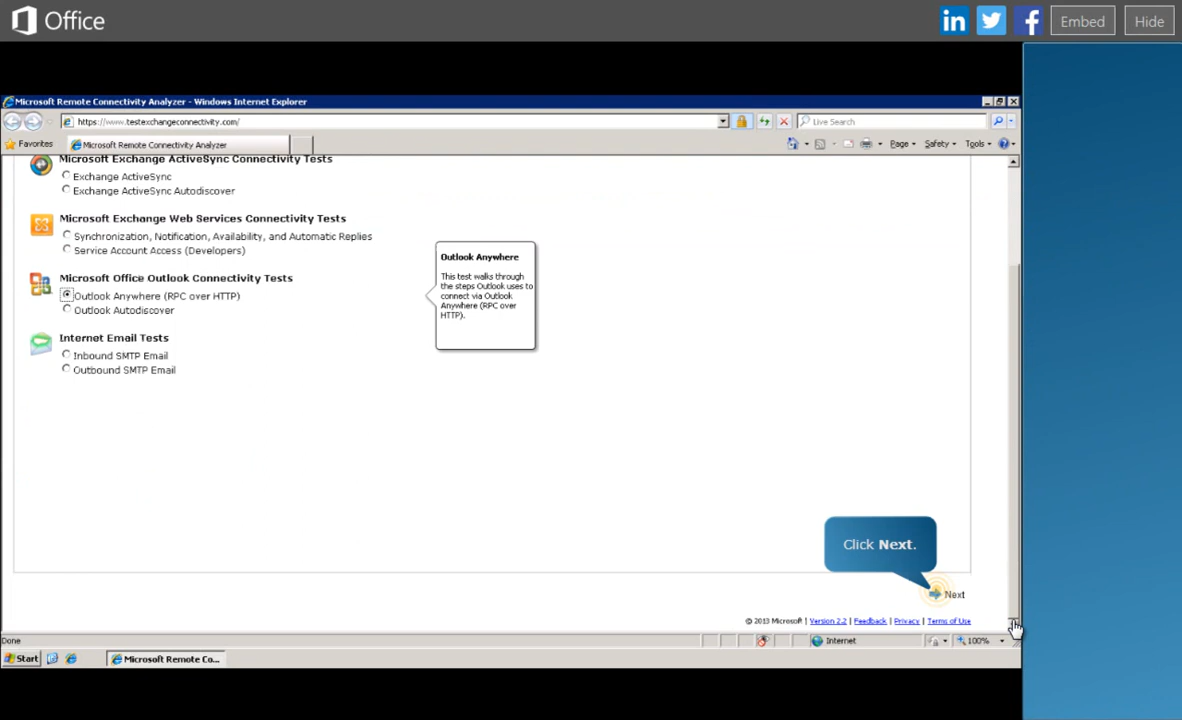 Office
Embed
Hide
Microsoft Remote Connectivity Analyzer - Windows Internet Explorer
https://www.testexchangeconnectivity.com/
Live Search
Favorites
Microsoft Remote Connectivity Analyzer
Page
Safety
Tools
Microsoft Exchange ActiveSync Connectivity Tests
Exchange ActiveSync
Exchange ActiveSync Autodiscover
Microsoft Exchange Web Services Connectivity Tests
Synchronization, Notification, Availability, and Automatic Replies
Service Account Access (Developers)
Microsoft Office Outlook Connectivity Tests
Outlook Anywhere (RPC over HTTP)
Outlook Autodiscover
Internet Email Tests
Inbound SMTP Email
Outbound SMTP Email
Outlook Anywhere
This test walks through
the steps Outlook uses to
connect via Outlook
Anywhere (RPC over
HTTP).
Click Next.
Next
© 2013 Microsoft | Version 2.2 | Feedback | Privacy | Terms of Use
Done
Internet
100%
Start
Microsoft Remote Co...